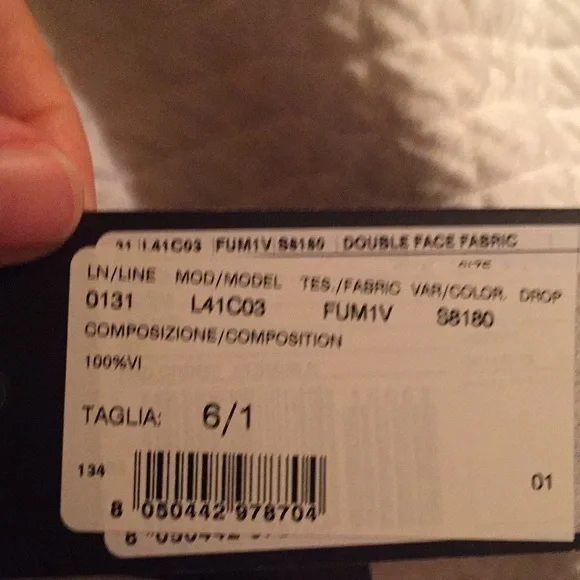 31 L41C03 FUM1V S8180 DOUBLE FACE FABRIC
LN/LINE MOD/MODEL TES./FABRIC VAR/COLOR. DROP
0131 L41C03 FUM1V S8180
COMPOSIZIONE/COMPOSITION
100%VI
TAGLIA: 6/1
134
01
8 050442 978704